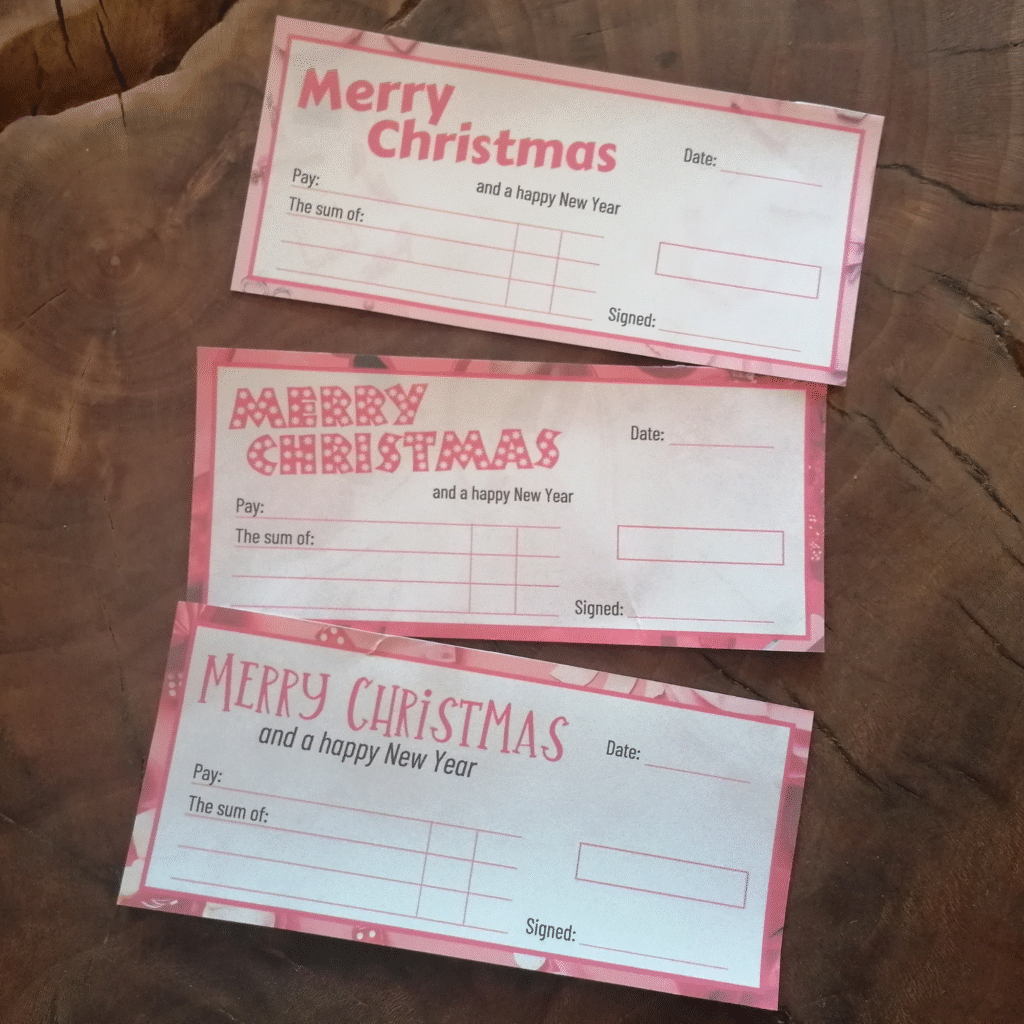 Merry
Christmas
Date:
Pay:
and a happy New Year
The sum of:
Signed:
MERRY
CHRISTMAS
Date:
and a happy New Year
Pay:
The sum of:
Signed:
MERRY CHRiSTMAS
and a happy New Year
Date:
Pay:
The sum of:
Signed: